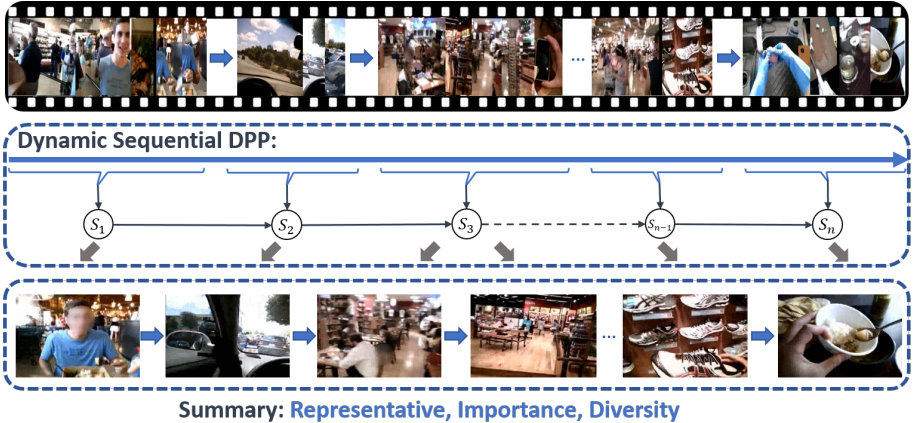 ...
Dynamic Sequential DPP:
S₁ S₂ S₃ Sₙ₋₁ Sₙ
...
Summary: Representative, Importance, Diversity